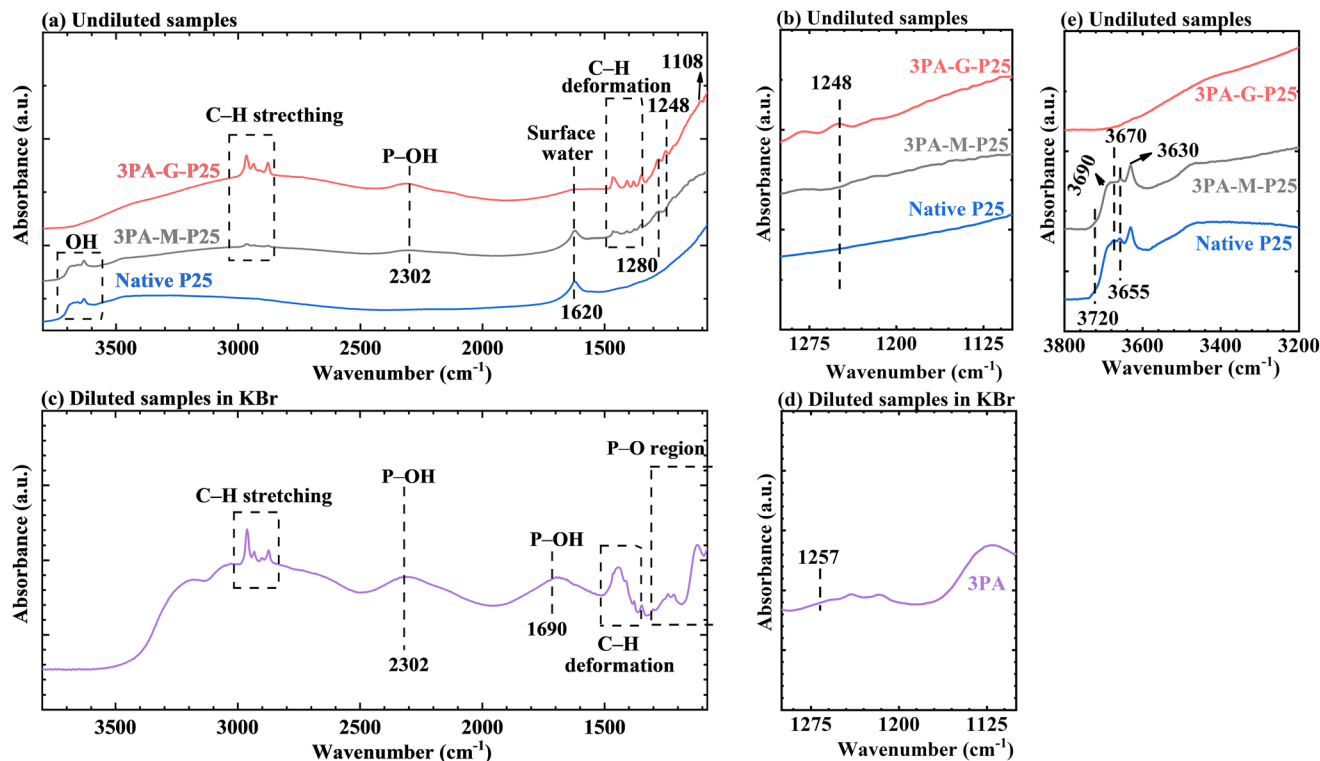 (a) Undiluted samples
Absorbance (a.u.)
C–H strecthing
3PA-G-P25
OH
3PA-M-P25
Native P25
P–OH
2302
Surface
water
1620
C–H
deformation
1280
1248
1108
3500 3000 2500 2000 1500
Wavenumber (cm-1)
(b) Undiluted samples
Absorbance (a.u.)
1248
3PA-G-P25
3PA-M-P25
Native P25
1275 1200 1125
Wavenumber (cm-1)
(e) Undiluted samples
Absorbance (a.u.)
3PA-G-P25
3670
3690
3630
3PA-M-P25
Native P25
3655
3720
3800 3600 3400 3200
Wavenumber (cm-1)
(c) Diluted samples in KBr
Absorbance (a.u.)
C–H stretching
P–OH
2302
P–OH
1690
P–O region
C–H
deformation
3500 3000 2500 2000 1500
Wavenumber (cm-1)
(d) Diluted samples in KBr
Absorbance (a.u.)
1257
3PA
1275 1200 1125
Wavenumber (cm-1)